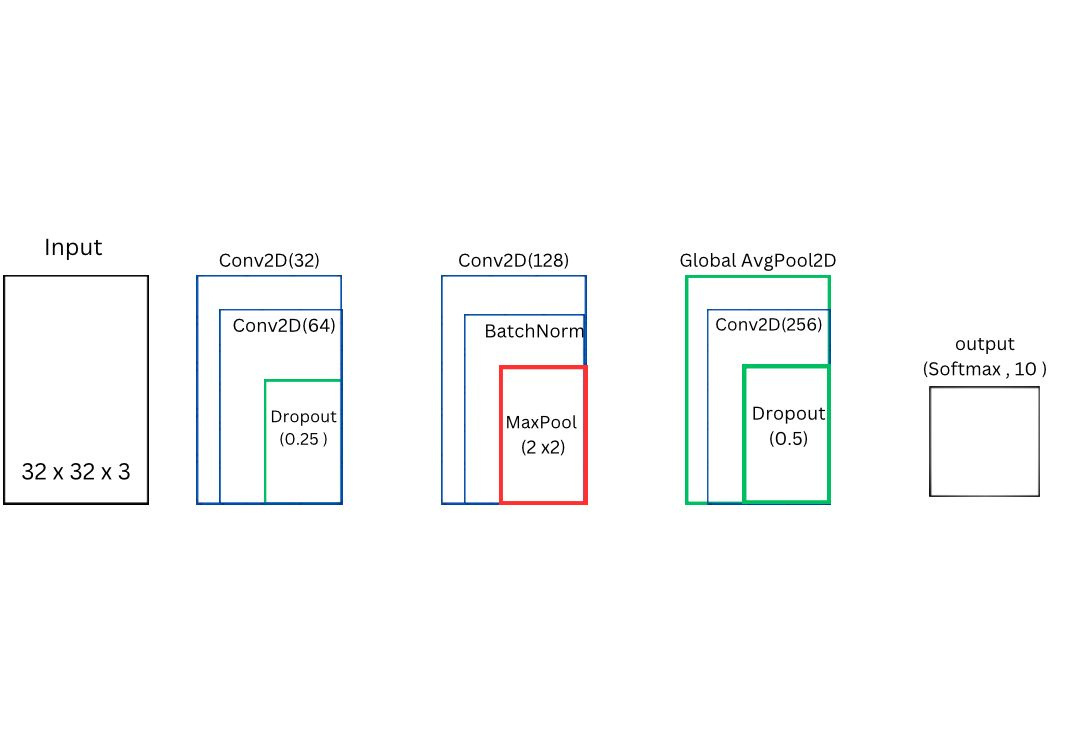 Input
32 x 32 x 3
Conv2D(32)
Conv2D(64)
Dropout
(0.25 )
Conv2D(128)
BatchNorm
MaxPool
(2 x2)
Global AvgPool2D
Conv2D(256)
Dropout
(0.5)
output
(Softmax , 10 )